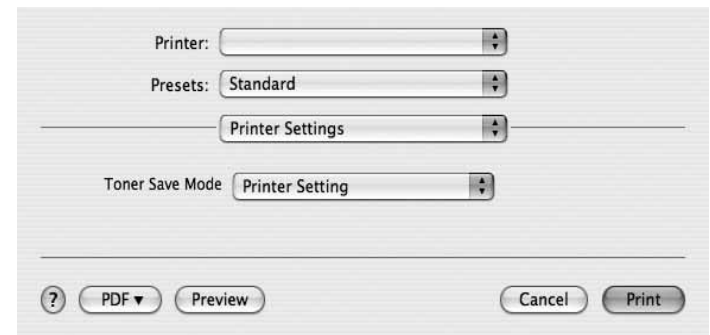 Printer:
Presets: Standard
Printer Settings
Toner Save Mode Printer Setting
? PDF▼ Preview Cancel Print